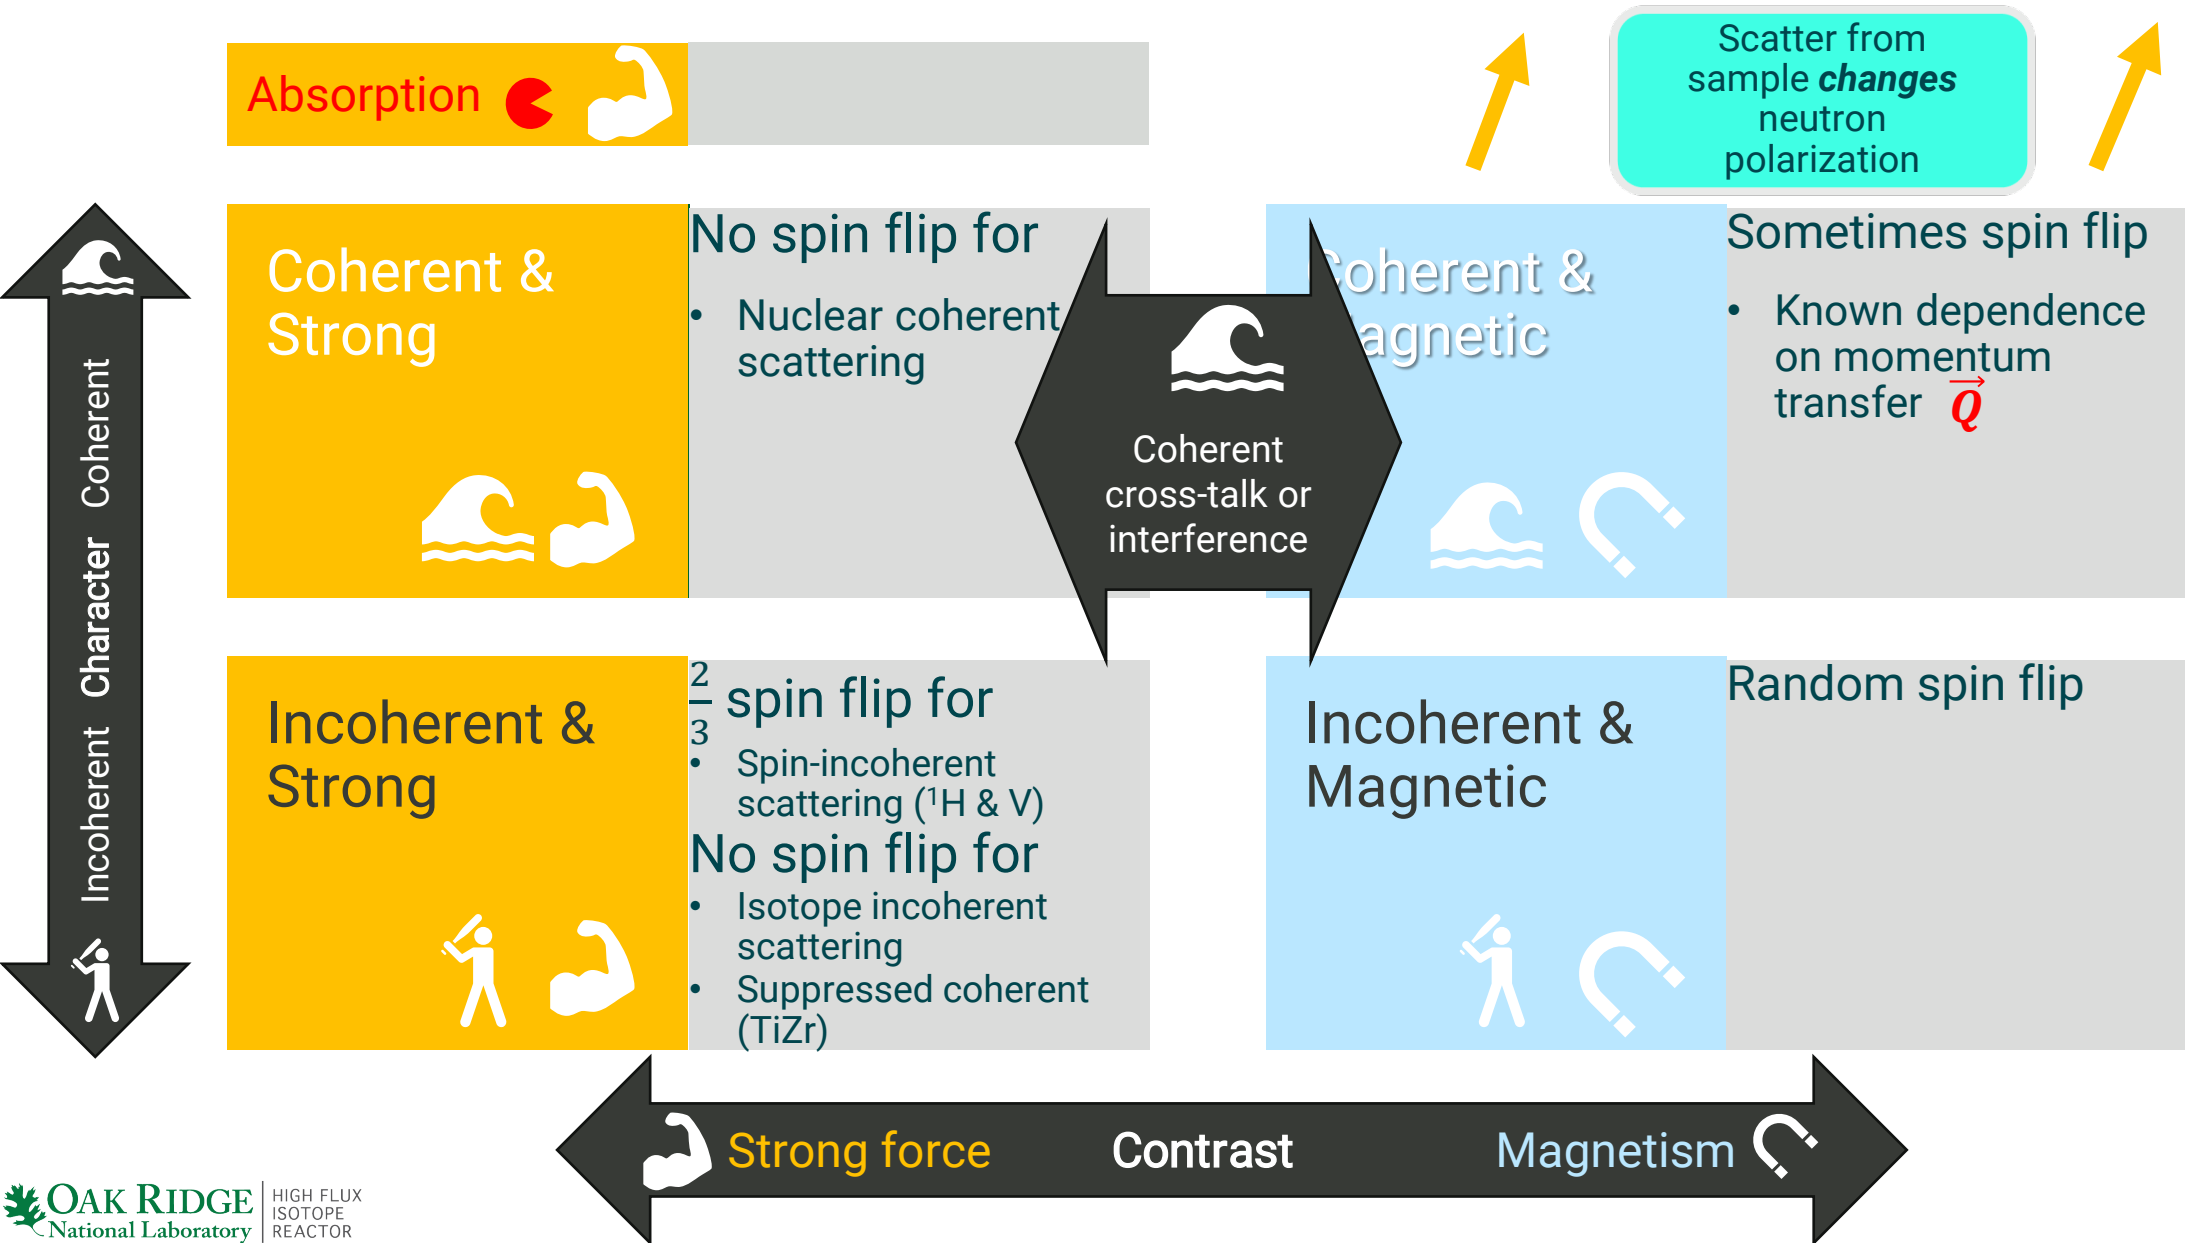 Absorption
Scatter from
sample changes
neutron
polarization
Coherent &
Strong
No spin flip for
• Nuclear coherent
scattering
Coherent
cross-talk or
interference
Coherent &
Magnetic
Sometimes spin flip
• Known dependence
on momentum
transfer Q⃗
Incoherent Character Coherent
Incoherent &
Strong
2/3 spin flip for
• Spin-incoherent
scattering (¹H & V)
No spin flip for
• Isotope incoherent
scattering
• Suppressed coherent
(TiZr)
Incoherent &
Magnetic
Random spin flip
Strong force Contrast Magnetism
OAK RIDGE
National Laboratory
HIGH FLUX
ISOTOPE
REACTOR